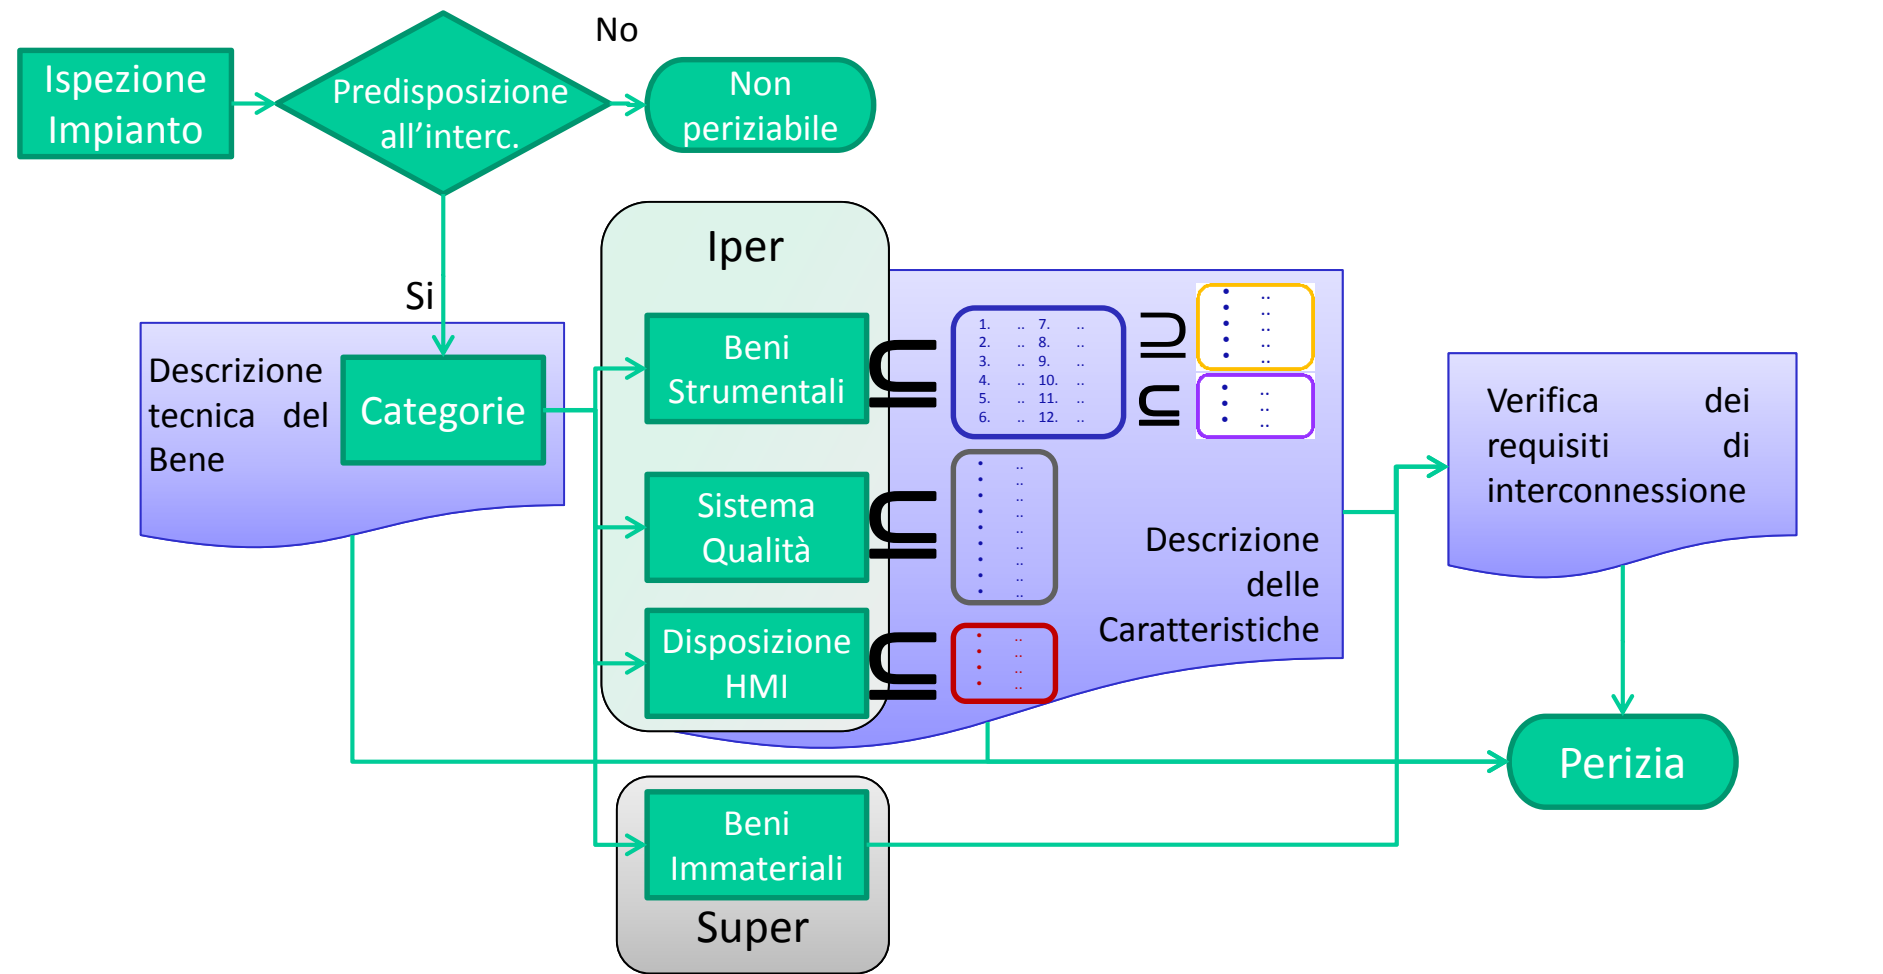 No
Ispezione
Impianto
Predisposizione
all’interc.
Non
periziabile
Si
Iper
Descrizione
tecnica del
Bene
Categorie
Beni
Strumentali
1. .. 7. ..
2. .. 8. ..
3. .. 9. ..
4. .. 10. ..
5. .. 11. ..
6. .. 12. ..
⊆
⊇
⊆
• ..
• ..
• ..
• ..
• ..
• ..
• ..
• ..
Sistema
Qualità
⊆
• ..
• ..
• ..
• ..
• ..
• ..
• ..
• ..
• ..
Disposizione
HMI
⊆
• ..
• ..
• ..
• ..
Descrizione
delle
Caratteristiche
Verifica dei
requisiti di
interconnessione
Perizia
Beni
Immateriali
Super